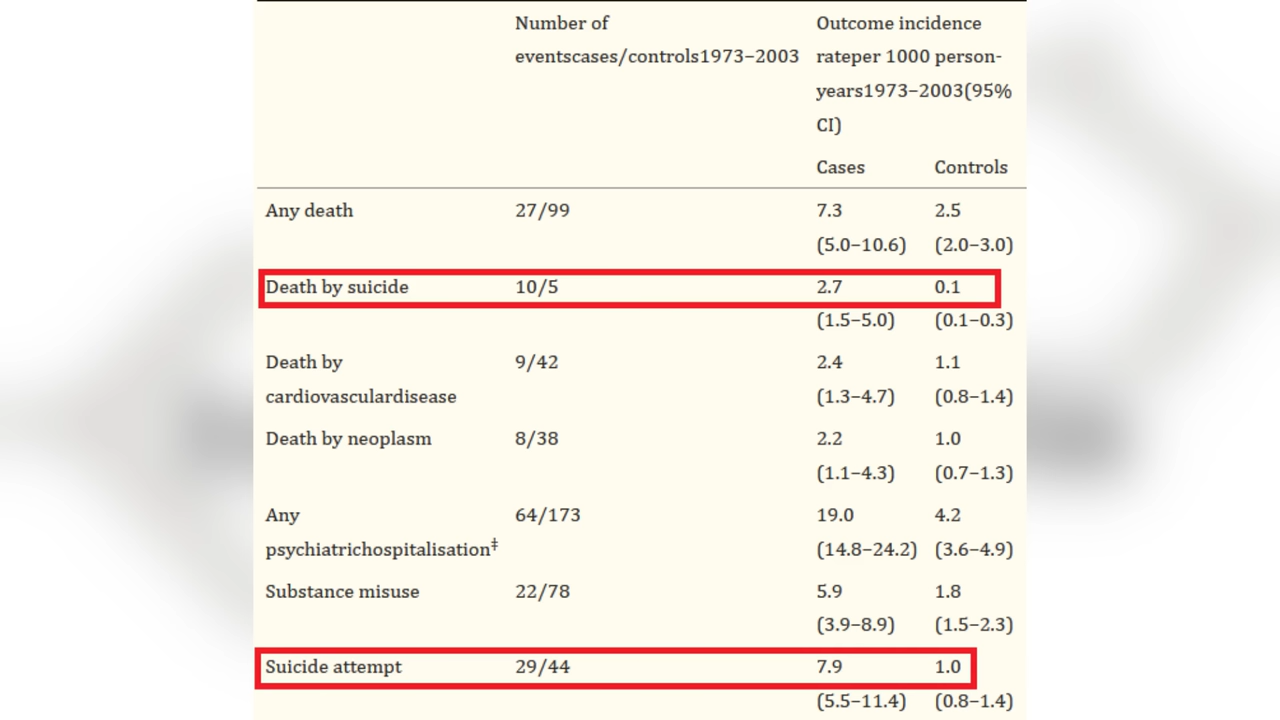 Number of Outcome incidence
eventscases/controls1973–2003 rateper 1000 person-
years1973–2003(95%
CI)
Cases Controls
Any death 27/99 7.3 2.5
(5.0–10.6) (2.0–3.0)
Death by suicide 10/5 2.7 0.1
(1.5–5.0) (0.1–0.3)
Death by 9/42 2.4 1.1
cardiovasculardisease (1.3–4.7) (0.8–1.4)
Death by neoplasm 8/38 2.2 1.0
(1.1–4.3) (0.7–1.3)
Any 64/173 19.0 4.2
psychiatrichospitalisation‡ (14.8–24.2) (3.6–4.9)
Substance misuse 22/78 5.9 1.8
(3.9–8.9) (1.5–2.3)
Suicide attempt 29/44 7.9 1.0
(5.5–11.4) (0.8–1.4)